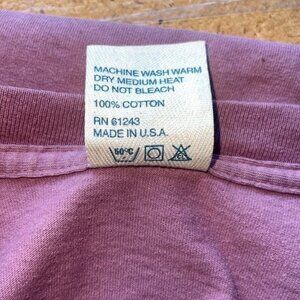 MACHINE WASH WARM
DRY MEDIUM HEAT
DO NOT BLEACH
100% COTTON
RN 61243
MADE IN U.S.A.
50°C